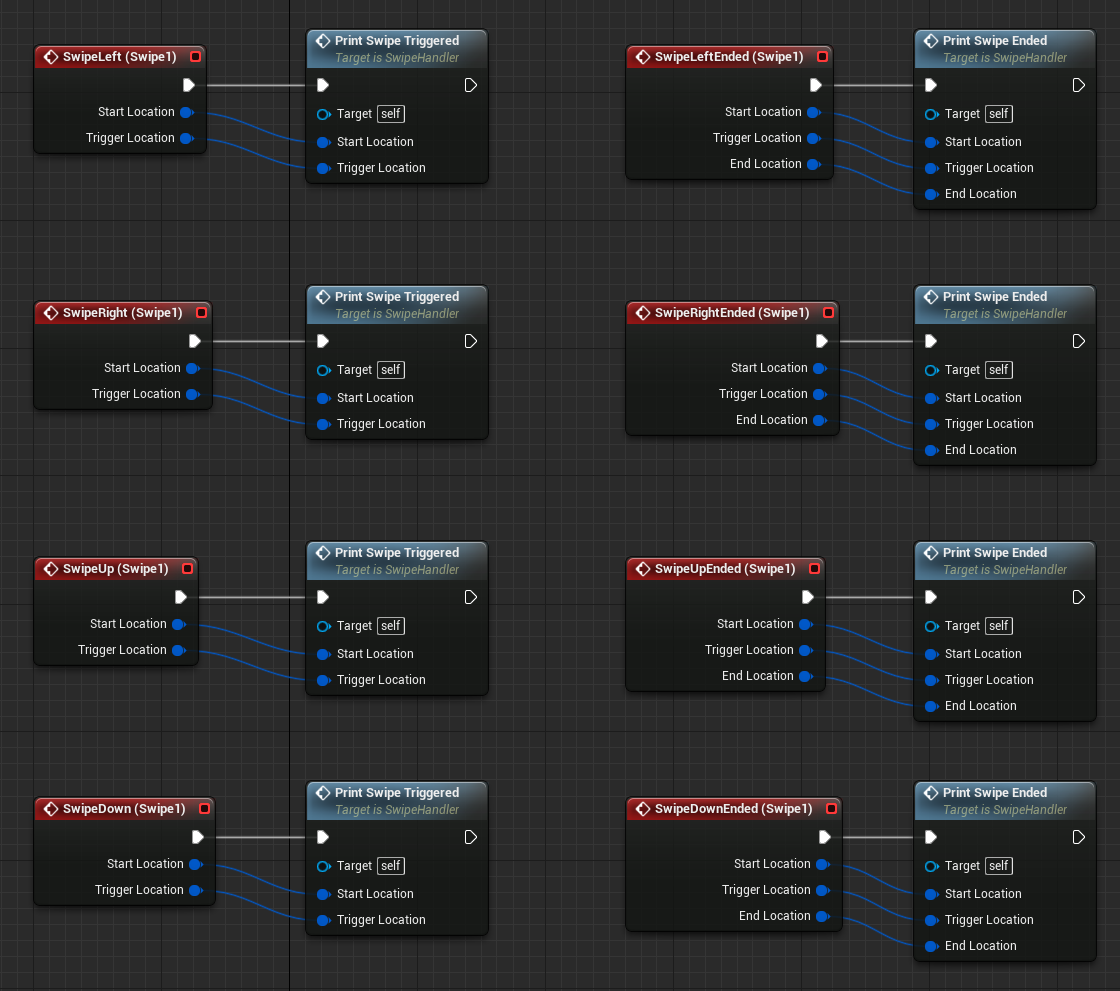 SwipeLeft (Swipe1)
Start Location
Trigger Location
Print Swipe Triggered
Target is SwipeHandler
Target self
Start Location
Trigger Location
SwipeLeftEnded (Swipe1)
Start Location
Trigger Location
End Location
Print Swipe Ended
Target is SwipeHandler
Target self
Start Location
Trigger Location
End Location
SwipeRight (Swipe1)
Start Location
Trigger Location
Print Swipe Triggered
Target is SwipeHandler
Target self
Start Location
Trigger Location
SwipeRightEnded (Swipe1)
Start Location
Trigger Location
End Location
Print Swipe Ended
Target is SwipeHandler
Target self
Start Location
Trigger Location
End Location
SwipeUp (Swipe1)
Start Location
Trigger Location
Print Swipe Triggered
Target is SwipeHandler
Target self
Start Location
Trigger Location
SwipeUpEnded (Swipe1)
Start Location
Trigger Location
End Location
Print Swipe Ended
Target is SwipeHandler
Target self
Start Location
Trigger Location
End Location
SwipeDown (Swipe1)
Start Location
Trigger Location
Print Swipe Triggered
Target is SwipeHandler
Target self
Start Location
Trigger Location
SwipeDownEnded (Swipe1)
Start Location
Trigger Location
End Location
Print Swipe Ended
Target is SwipeHandler
Target self
Start Location
Trigger Location
End Location